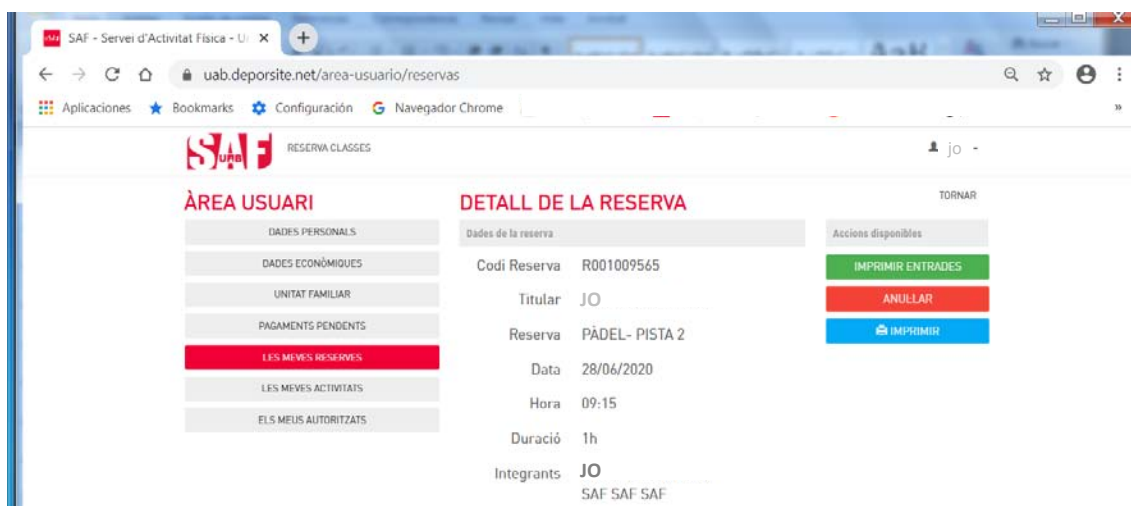 SAF - Servei d'Activitat Física - U
uab.deporsite.net/area-usuario/reservas
Aplicaciones Bookmarks Configuración Navegador Chrome
SAF UAB RESERVA CLASSES jo -
ÀREA USUARI
DADES PERSONALS
DADES ECONÒMIQUES
UNITAT FAMILIAR
PAGAMENTS PENDENTS
LES MEVES RESERVES
LES MEVES ACTIVITATS
ELS MEUS AUTORITZATS
DETALL DE LA RESERVA
Dades de la reserva
Codi Reserva R001009565
Titular JO
Reserva PÀDEL- PISTA 2
Data 28/06/2020
Hora 09:15
Duració 1h
Integrants JO
SAF SAF SAF
TORNAR
Accions disponibles
IMPRIMIR ENTRADES
ANUL·LAR
IMPRIMIR